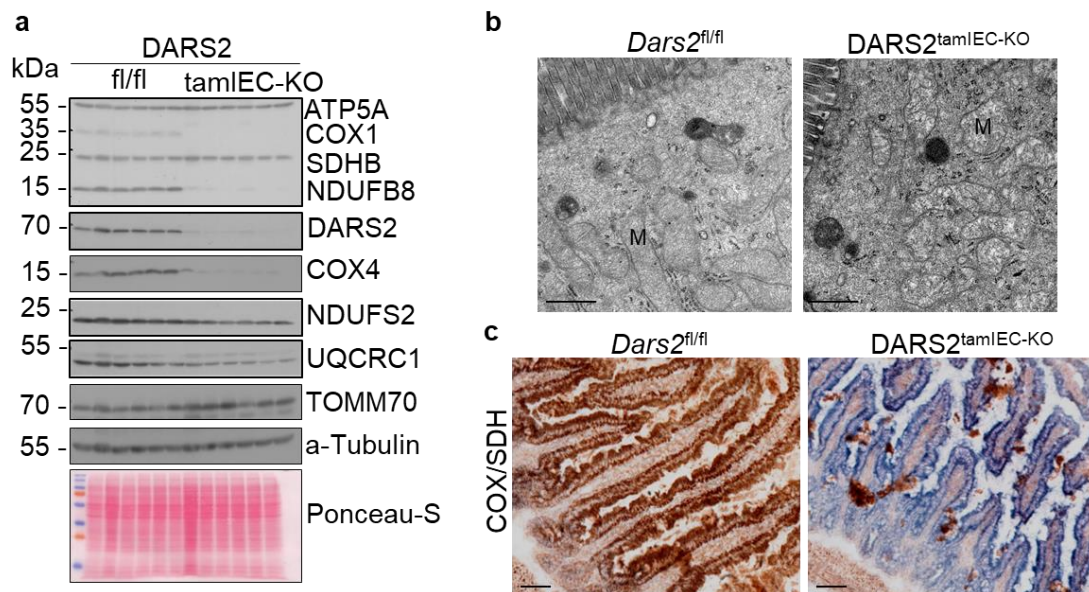 a
DARS2
kDa
fl/fl
tamIEC-KO
55 -
ATP5A
35 -
COX1
25 -
SDHB
15 -
NDUFB8
70 -
DARS2
15 -
COX4
25 -
NDUFS2
55 -
UQCRC1
70 -
TOMM70
55 -
a-Tubulin
Ponceau-S
b
Dars2fl/fl
DARS2tamIEC-KO
M
M
c
Dars2fl/fl
DARS2tamIEC-KO
COX/SDH